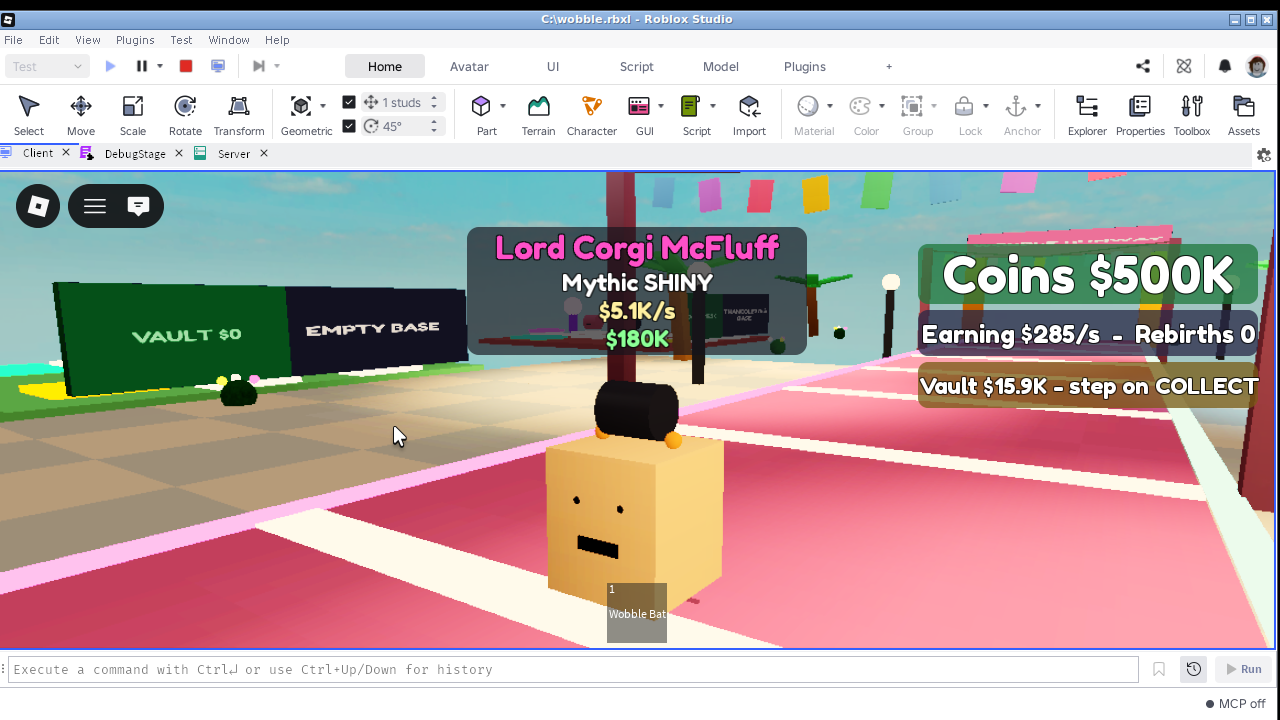 C:\wobble.rbxl - Roblox Studio
File Edit View Plugins Test Window Help
Test
Home Avatar UI Script Model Plugins +
1 studs
45°
Select Move Scale Rotate Transform Geometric Part Terrain Character GUI Script Import Material Color Group Lock Anchor Explorer Properties Toolbox Assets
Client DebugStage Server
Lord Corgi McFluff
Mythic SHINY
$5.1K/s
$180K
Coins $500K
Earning $285/s - Rebirths 0
Vault $15.9K - step on COLLECT
VAULT $0
EMPTY BASE
1
Wobble Bat
Execute a command with Ctrl↵ or use Ctrl+Up/Down for history
Run
MCP off